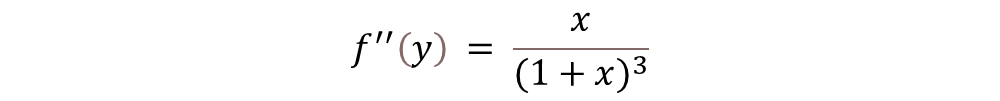 f''(y) = x/(1 + x)³